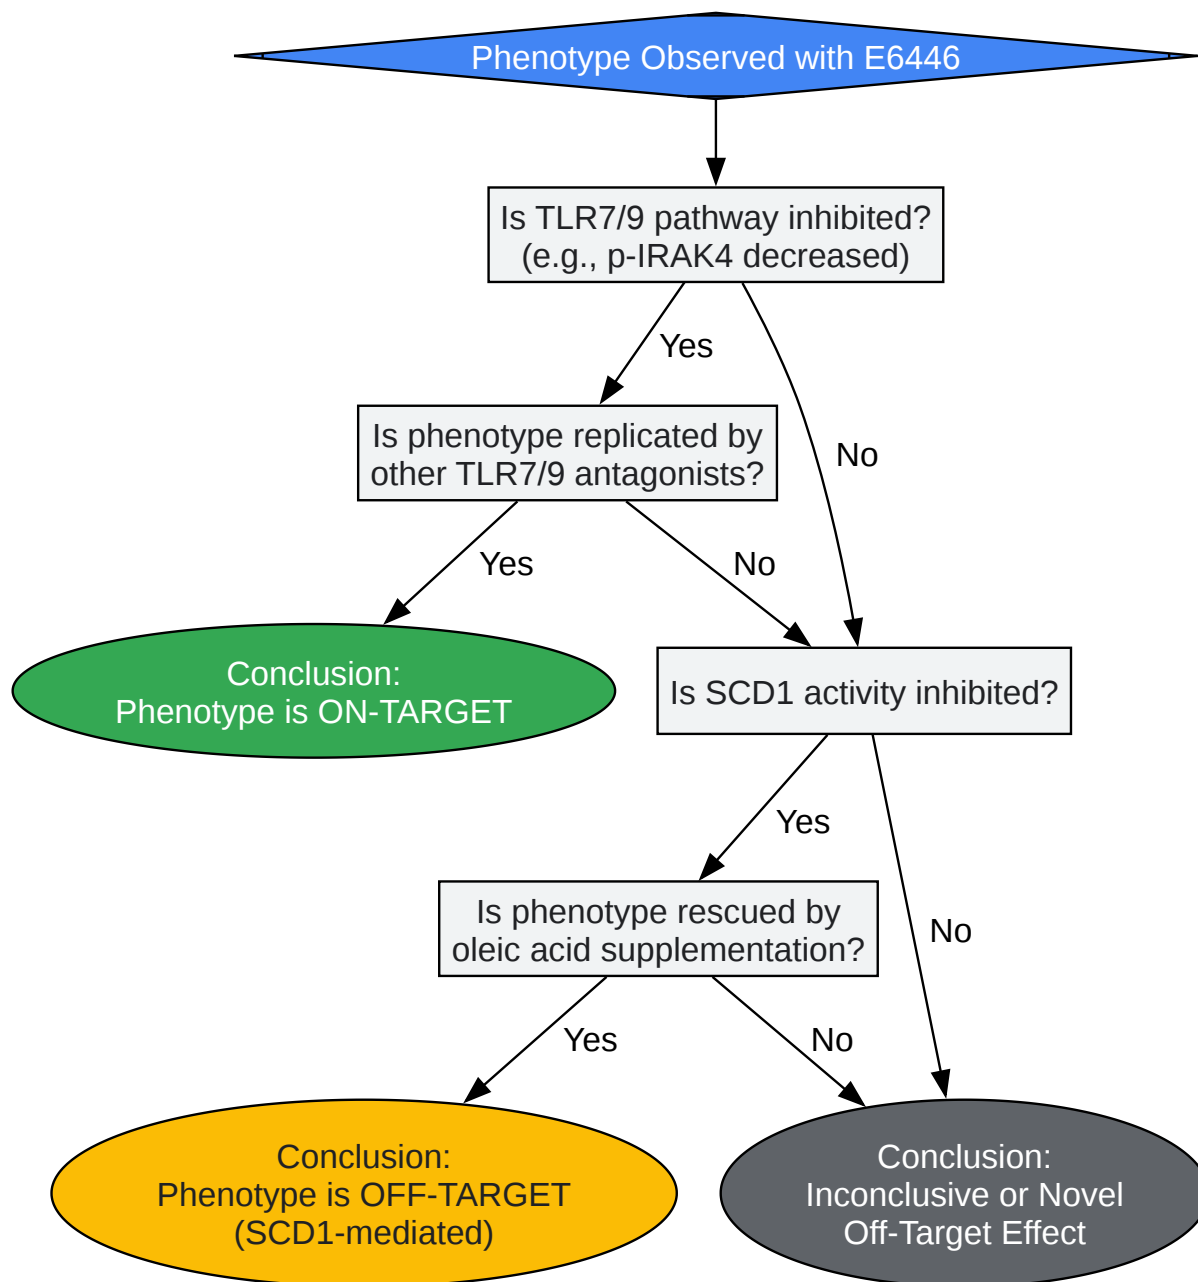 Phenotype Observed with E6446
Is TLR7/9 pathway inhibited?
(e.g., p-IRAK4 decreased)
Yes
No
Is phenotype replicated by
other TLR7/9 antagonists?
Yes
No
Conclusion:
Phenotype is ON-TARGET
Is SCD1 activity inhibited?
Yes
No
Is phenotype rescued by
oleic acid supplementation?
Yes
No
Conclusion:
Phenotype is OFF-TARGET
(SCD1-mediated)
Conclusion:
Inconclusive or Novel
Off-Target Effect